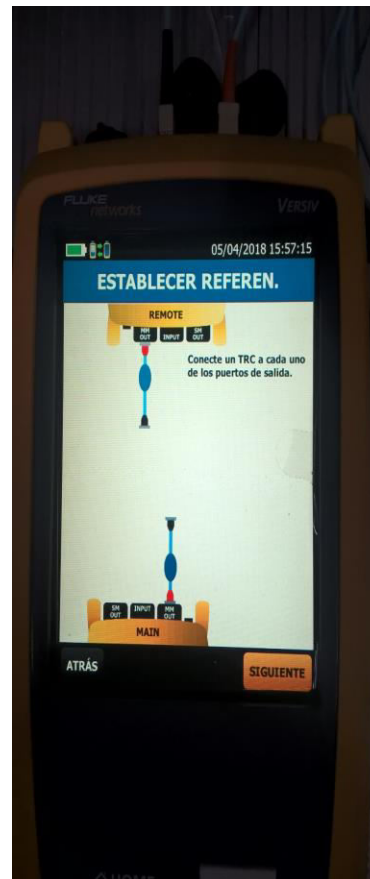 FLUKE
networks
VERSIV
05/04/2018 15:57:15
ESTABLECER REFEREN.
REMOTE
MM OUT INPUT SM OUT
Conecte un TRC a cada uno
de los puertos de salida.
SM OUT INPUT MM OUT
MAIN
ATRÁS
SIGUIENTE
HOME